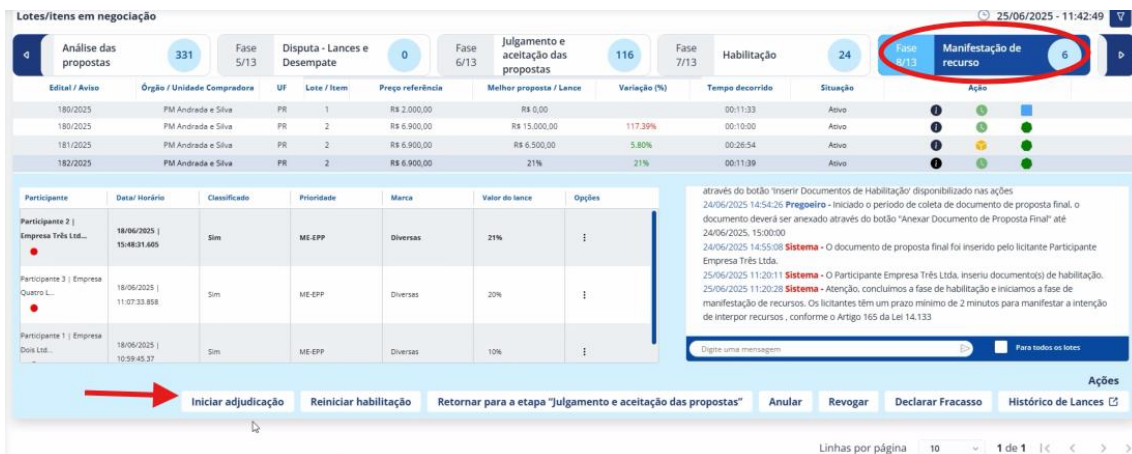 Lotes/itens em negociação
25/06/2025 - 11:42:49
Análise das propostas 331
Fase 5/13 Disputa - Lances e Desempate 0
Fase 6/13 Julgamento e aceitação das propostas 116
Fase 7/13 Habilitação 24
Fase 8/13 Manifestação de recurso 6
Edital / Aviso Órgão / Unidade Compradora UF Lote / Item Preço referência Melhor proposta / Lance Variação (%) Tempo decorrido Situação Ação
180/2025 PM Andrada e Silva PR 1 R$ 2.000,00 R$ 0,00 00:11:33 Ativo
180/2025 PM Andrada e Silva PR 2 R$ 6.900,00 R$ 15.000,00 117.39% 00:10:00 Ativo
181/2025 PM Andrada e Silva PR 2 R$ 6.900,00 R$ 6.500,00 5.80% 00:26:54 Ativo
182/2025 PM Andrada e Silva PR 2 R$ 6.900,00 21% 21% 00:11:39 Ativo
Participante Data/ Horário Classificado Prioridade Marca Valor do lance Opções
Participante 2 | Empresa Três Ltd... 18/06/2025 | 15:48:31.605 Sim ME-EPP Diversas 21%
Participante 3 | Empresa Quatro L... 18/06/2025 | 11:07:33.858 Sim ME-EPP Diversas 20%
Participante 1 | Empresa Dois Ltd... 18/06/2025 | 10:59:45.37 Sim ME-EPP Diversas 10%
através do botão 'Inserir Documentos de Habilitação' disponibilizado nas ações
24/06/2025 14:54:26 Pregoeiro - Iniciado o período de coleta de documento de proposta final. o
documento deverá ser anexado através do botão "Anexar Documento de Proposta Final" até
24/06/2025, 15:00:00
24/06/2025 14:55:08 Sistema - O documento de proposta final foi inserido pelo licitante Participante
Empresa Três Ltda.
25/06/2025 11:20:11 Sistema - O Participante Empresa Três Ltda, inseriu documento(s) de habilitação.
25/06/2025 11:20:28 Sistema - Atenção, concluimos a fase de habilitação e iniciamos a fase de
manifestação de recursos. Os licitantes têm um prazo mínimo de 2 minutos para manifestar a intenção
de interpor recursos , conforme o Artigo 165 da Lei 14.133
Digite uma mensagem
Para todos os lotes
Ações
Iniciar adjudicação Reiniciar habilitação Retornar para a etapa "Julgamento e aceitação das propostas" Anular Revogar Declarar Fracasso Histórico de Lances
Linhas por página 10 1 de 1 |< < > >